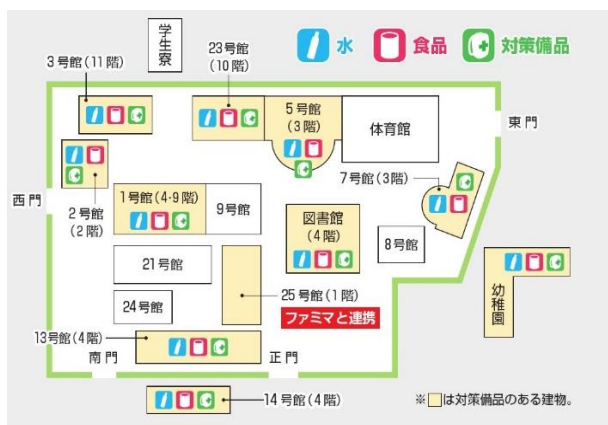 学生寮
水
食品
対策備品
3号館(11階)
23号館
(10階)
5号館
(3階)
体育館
東門
7号館(3階)
西門
2号館
(2階)
1号館(4・9階)
9号館
図書館
(4階)
8号館
21号館
24号館
25号館(1階)
ファミマと連携
幼稚園
13号館(4階)
南門
正門
14号館(4階)
※□は対策備品のある建物。